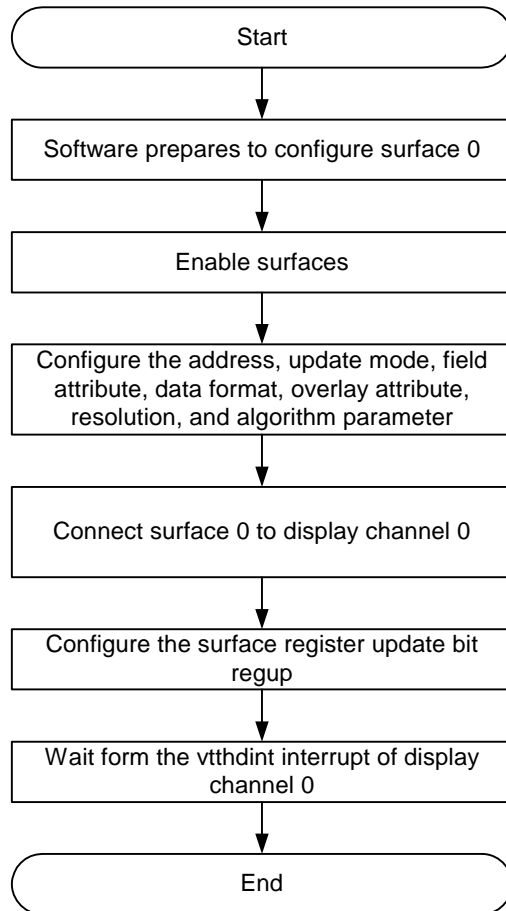 Start
Software prepares to configure surface 0
Enable surfaces
Configure the address, update mode, field
attribute, data format, overlay attribute,
resolution, and algorithm parameter
Connect surface 0 to display channel 0
Configure the surface register update bit
regup
Wait form the vtthdint interrupt of display
channel 0
End